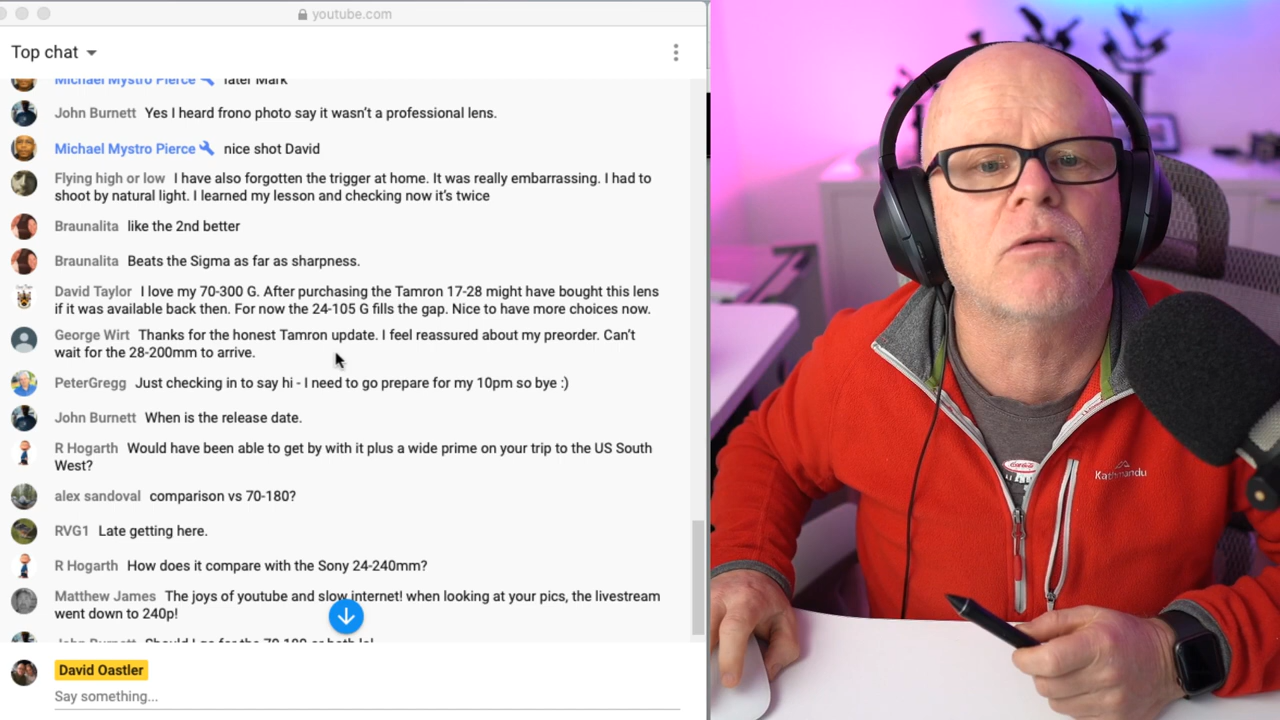 youtube.com
Top chat
Michael Mystro Pierce later Mark
John Burnett Yes I heard frono photo say it wasn't a professional lens.
Michael Mystro Pierce nice shot David
Flying high or low I have also forgotten the trigger at home. It was really embarrassing. I had to
shoot by natural light. I learned my lesson and checking now it's twice
Braunalita like the 2nd better
Braunalita Beats the Sigma as far as sharpness.
David Taylor I love my 70-300 G. After purchasing the Tamron 17-28 might have bought this lens
if it was available back then. For now the 24-105 G fills the gap. Nice to have more choices now.
George Wirt Thanks for the honest Tamron update. I feel reassured about my preorder. Can't
wait for the 28-200mm to arrive.
PeterGregg Just checking in to say hi - I need to go prepare for my 10pm so bye :)
John Burnett When is the release date.
R Hogarth Would have been able to get by with it plus a wide prime on your trip to the US South
West?
alex sandoval comparison vs 70-180?
RVG1 Late getting here.
R Hogarth How does it compare with the Sony 24-240mm?
Matthew James The joys of youtube and slow internet! when looking at your pics, the livestream
went down to 240p!
John Burnett Should I go for the 70-180 or both lol
David Oastler
Say something...
Kathmandu